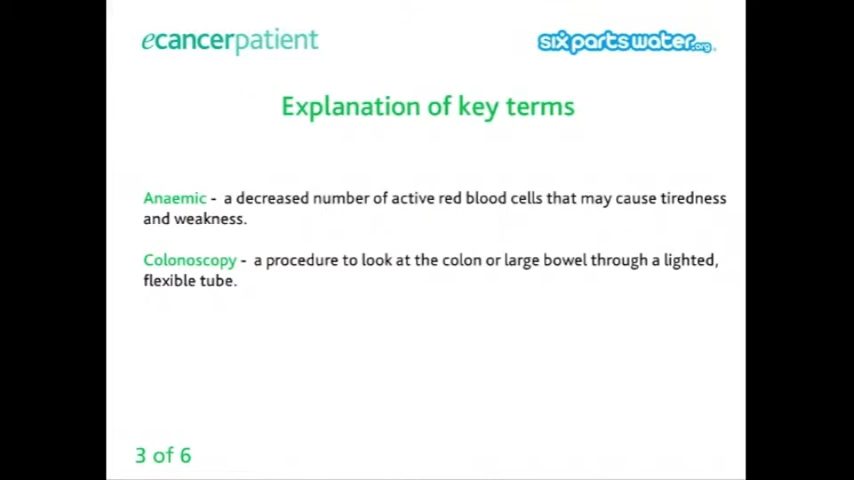 ecancerpatient
sixpartswater.org
Explanation of key terms
Anaemic - a decreased number of active red blood cells that may cause tiredness
and weakness.
Colonoscopy - a procedure to look at the colon or large bowel through a lighted,
flexible tube.
3 of 6